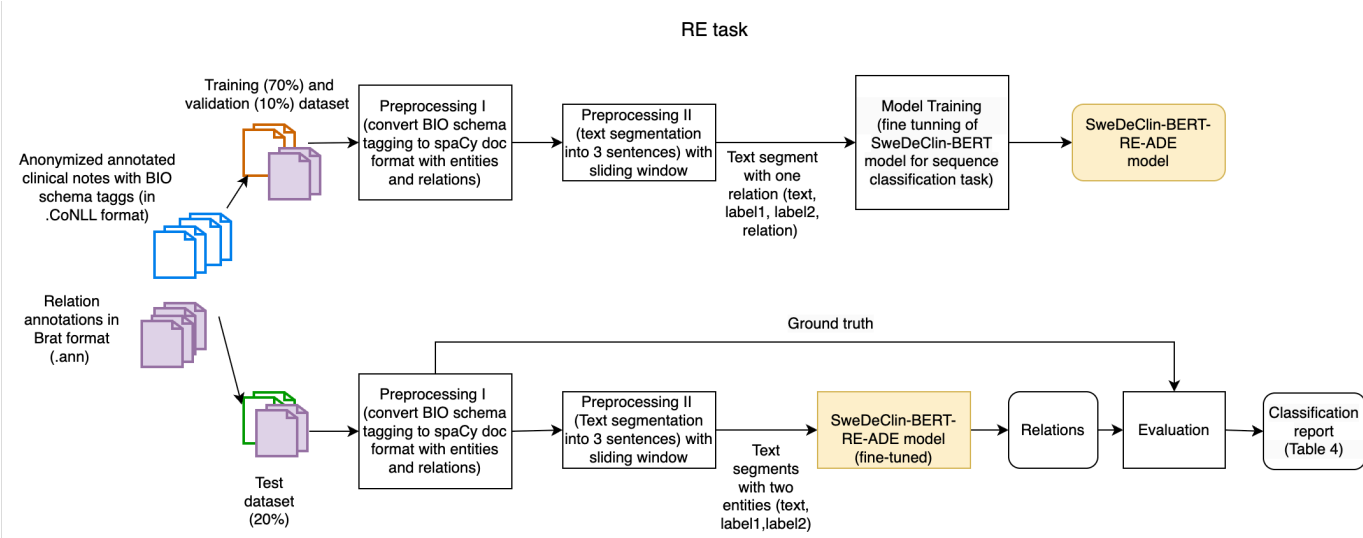 RE task
Training (70%) and
validation (10%) dataset
Anonymized annotated
clinical notes with BIO
schema taggs (in
.CoNLL format)
Preprocessing I
(convert BIO schema
tagging to spaCy doc
format with entities
and relations)
Preprocessing II
(text segmentation
into 3 sentences) with
sliding window
Text segment
with one
relation (text,
label1, label2,
relation)
Model Training
(fine tunning of
SweDeClin-BERT
model for sequence
classification task)
SweDeClin-BERT-
RE-ADE
model
Relation
annotations in
Brat format
(.ann)
Test
dataset
(20%)
Ground truth
Preprocessing I
(convert BIO schema
tagging to spaCy doc
format with entities
and relations)
Preprocessing II
(Text segmentation
into 3 sentences) with
sliding window
Text
segments
with two
entities (text,
label1,label2)
SweDeClin-BERT-
RE-ADE model
(fine-tuned)
Relations
Evaluation
Classification
report
(Table 4)